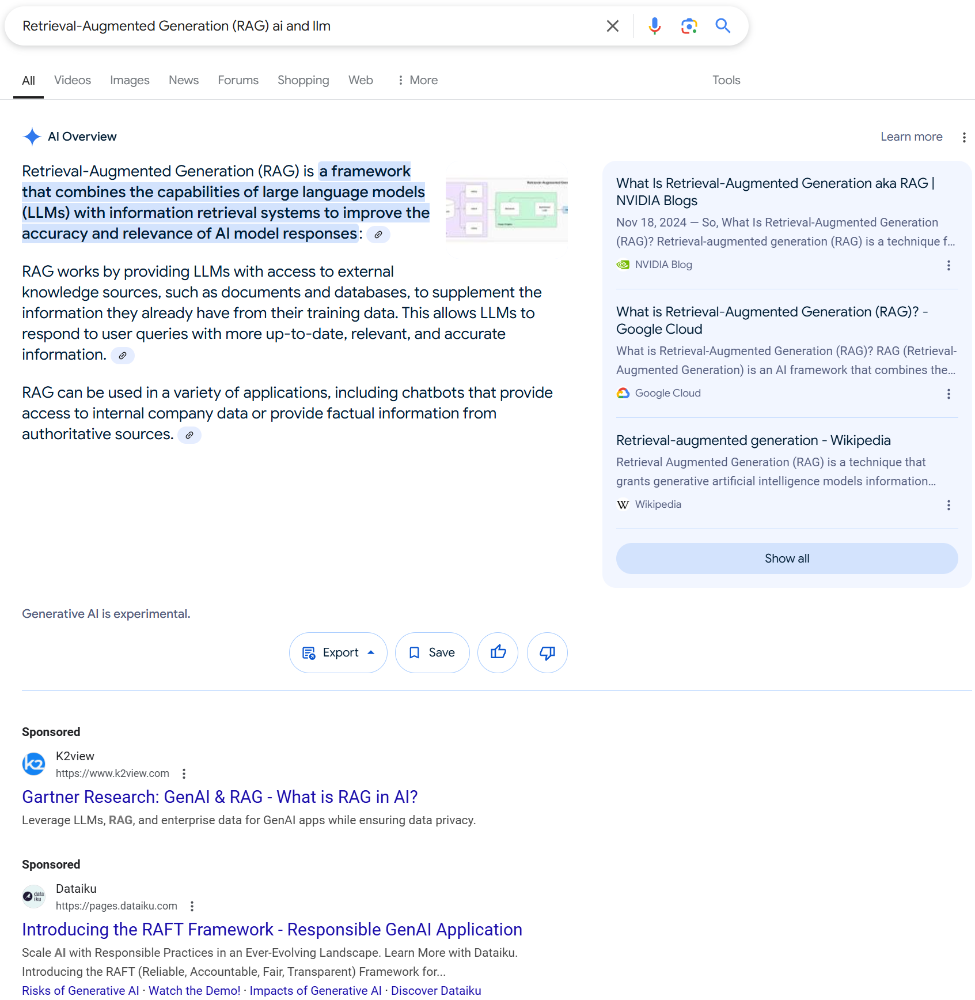 Retrieval-Augmented Generation (RAG) ai and llm
All Videos Images News Forums Shopping Web More Tools
AI Overview
Learn more
Retrieval-Augmented Generation (RAG) is a framework
that combines the capabilities of large language models
(LLMs) with information retrieval systems to improve the
accuracy and relevance of AI model responses:
RAG works by providing LLMs with access to external
knowledge sources, such as documents and databases, to supplement the
information they already have from their training data. This allows LLMs to
respond to user queries with more up-to-date, relevant, and accurate
information.
RAG can be used in a variety of applications, including chatbots that provide
access to internal company data or provide factual information from
authoritative sources.
What Is Retrieval-Augmented Generation aka RAG |
NVIDIA Blogs
Nov 18, 2024 — So, What Is Retrieval-Augmented Generation
(RAG)? Retrieval-augmented generation (RAG) is a technique f...
NVIDIA Blog
What is Retrieval-Augmented Generation (RAG)? -
Google Cloud
What is Retrieval-Augmented Generation (RAG)? RAG (Retrieval-
Augmented Generation) is an AI framework that combines the...
Google Cloud
Retrieval-augmented generation - Wikipedia
Retrieval Augmented Generation (RAG) is a technique that
grants generative artificial intelligence models information...
W Wikipedia
Show all
Generative AI is experimental.
Export
Save
Sponsored
K2
K2view
https://www.k2view.com
Gartner Research: GenAI & RAG - What is RAG in AI?
Leverage LLMs, RAG, and enterprise data for GenAI apps while ensuring data privacy.
Sponsored
data
iku
Dataiku
https://pages.dataiku.com
Introducing the RAFT Framework - Responsible GenAI Application
Scale AI with Responsible Practices in an Ever-Evolving Landscape. Learn More with Dataiku.
Introducing the RAFT (Reliable, Accountable, Fair, Transparent) Framework for...
Risks of Generative AI · Watch the Demo! · Impacts of Generative AI · Discover Dataiku